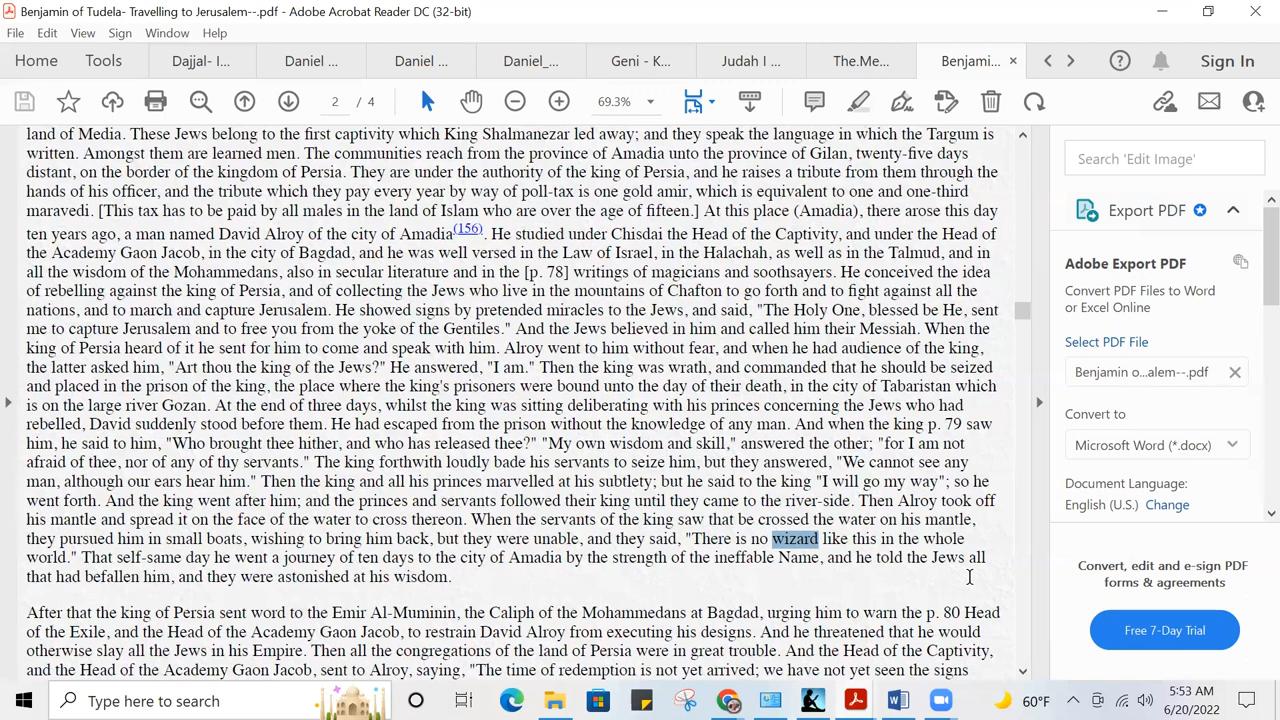 Benjamin of Tudela- Travelling to Jerusalem--.pdf - Adobe Acrobat Reader DC (32-bit)
File Edit View Sign Window Help
Home Tools Dajjal- I... Daniel ... Daniel ... Daniel_... Geni - K... Judah I ... The.Me... Benjami... Sign In
2 / 4 69.3%
land of Media. These Jews belong to the first captivity which King Shalmanezar led away; and they speak the language in which the Targum is
written. Amongst them are learned men. The communities reach from the province of Amadia unto the province of Gilan, twenty-five days
distant, on the border of the kingdom of Persia. They are under the authority of the king of Persia, and he raises a tribute from them through the
hands of his officer, and the tribute which they pay every year by way of poll-tax is one gold amir, which is equivalent to one and one-third
maravedi. [This tax has to be paid by all males in the land of Islam who are over the age of fifteen.] At this place (Amadia), there arose this day
ten years ago, a man named David Alroy of the city of Amadia(156). He studied under Chisdai the Head of the Captivity, and under the Head of
the Academy Gaon Jacob, in the city of Bagdad, and he was well versed in the Law of Israel, in the Halachah, as well as in the Talmud, and in
all the wisdom of the Mohammedans, also in secular literature and in the [p. 78] writings of magicians and soothsayers. He conceived the idea
of rebelling against the king of Persia, and of collecting the Jews who live in the mountains of Chafton to go forth and to fight against all the
nations, and to march and capture Jerusalem. He showed signs by pretended miracles to the Jews, and said, "The Holy One, blessed be He, sent
me to capture Jerusalem and to free you from the yoke of the Gentiles." And the Jews believed in him and called him their Messiah. When the
king of Persia heard of it he sent for him to come and speak with him. Alroy went to him without fear, and when he had audience of the king,
the latter asked him, "Art thou the king of the Jews?" He answered, "I am." Then the king was wrath, and commanded that he should be seized
and placed in the prison of the king, the place where the king's prisoners were bound unto the day of their death, in the city of Tabaristan which
is on the large river Gozan. At the end of three days, whilst the king was sitting deliberating with his princes concerning the Jews who had
rebelled, David suddenly stood before them. He had escaped from the prison without the knowledge of any man. And when the king p. 79 saw
him, he said to him, "Who brought thee hither, and who has released thee?" "My own wisdom and skill," answered the other; "for I am not
afraid of thee, nor of any of thy servants." The king forthwith loudly bade his servants to seize him, but they answered, "We cannot see any
man, although our ears hear him." Then the king and all his princes marvelled at his subtlety; but he said to the king "I will go my way"; so he
went forth. And the king went after him; and the princes and servants followed their king until they came to the river-side. Then Alroy took off
his mantle and spread it on the face of the water to cross thereon. When the servants of the king saw that be crossed the water on his mantle,
they pursued him in small boats, wishing to bring him back, but they were unable, and they said, "There is no wizard like this in the whole
world." That self-same day he went a journey of ten days to the city of Amadia by the strength of the ineffable Name, and he told the Jews all
that had befallen him, and they were astonished at his wisdom.
After that the king of Persia sent word to the Emir Al-Muminin, the Caliph of the Mohammedans at Bagdad, urging him to warn the p. 80 Head
of the Exile, and the Head of the Academy Gaon Jacob, to restrain David Alroy from executing his designs. And he threatened that he would
otherwise slay all the Jews in his Empire. Then all the congregations of the land of Persia were in great trouble. And the Head of the Captivity,
and the Head of the Academy Gaon Jacob, sent to Alroy, saying, "The time of redemption is not yet arrived; we have not yet seen the signs
Search 'Edit Image'
Export PDF
Adobe Export PDF
Convert PDF Files to Word
or Excel Online
Select PDF File
Benjamin o...alem--.pdf
Convert to
Microsoft Word (*.docx)
Document Language:
English (U.S.) Change
Convert, edit and e-sign PDF
forms & agreements
Free 7-Day Trial
Type here to search
60°F
5:53 AM
6/20/2022